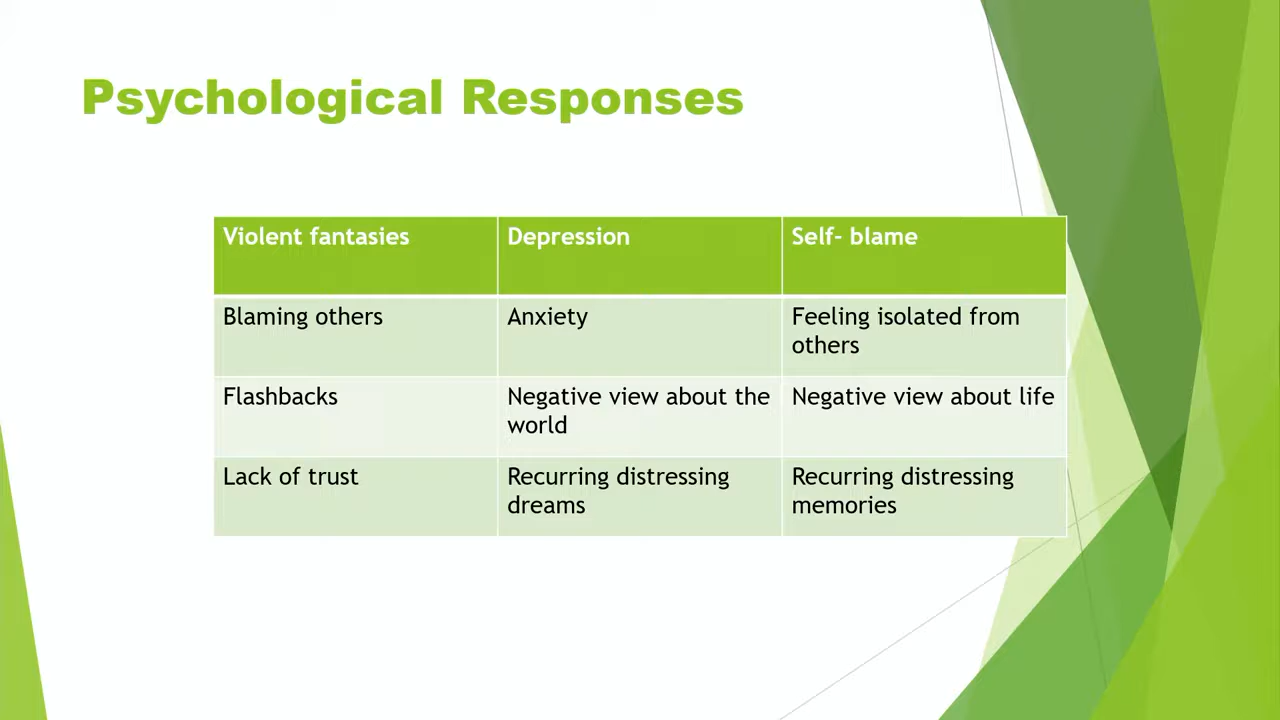 Psychological Responses
Violent fantasies
Depression
Self- blame
Blaming others
Anxiety
Feeling isolated from
others
Flashbacks
Negative view about the
world
Negative view about life
Lack of trust
Recurring distressing
dreams
Recurring distressing
memories